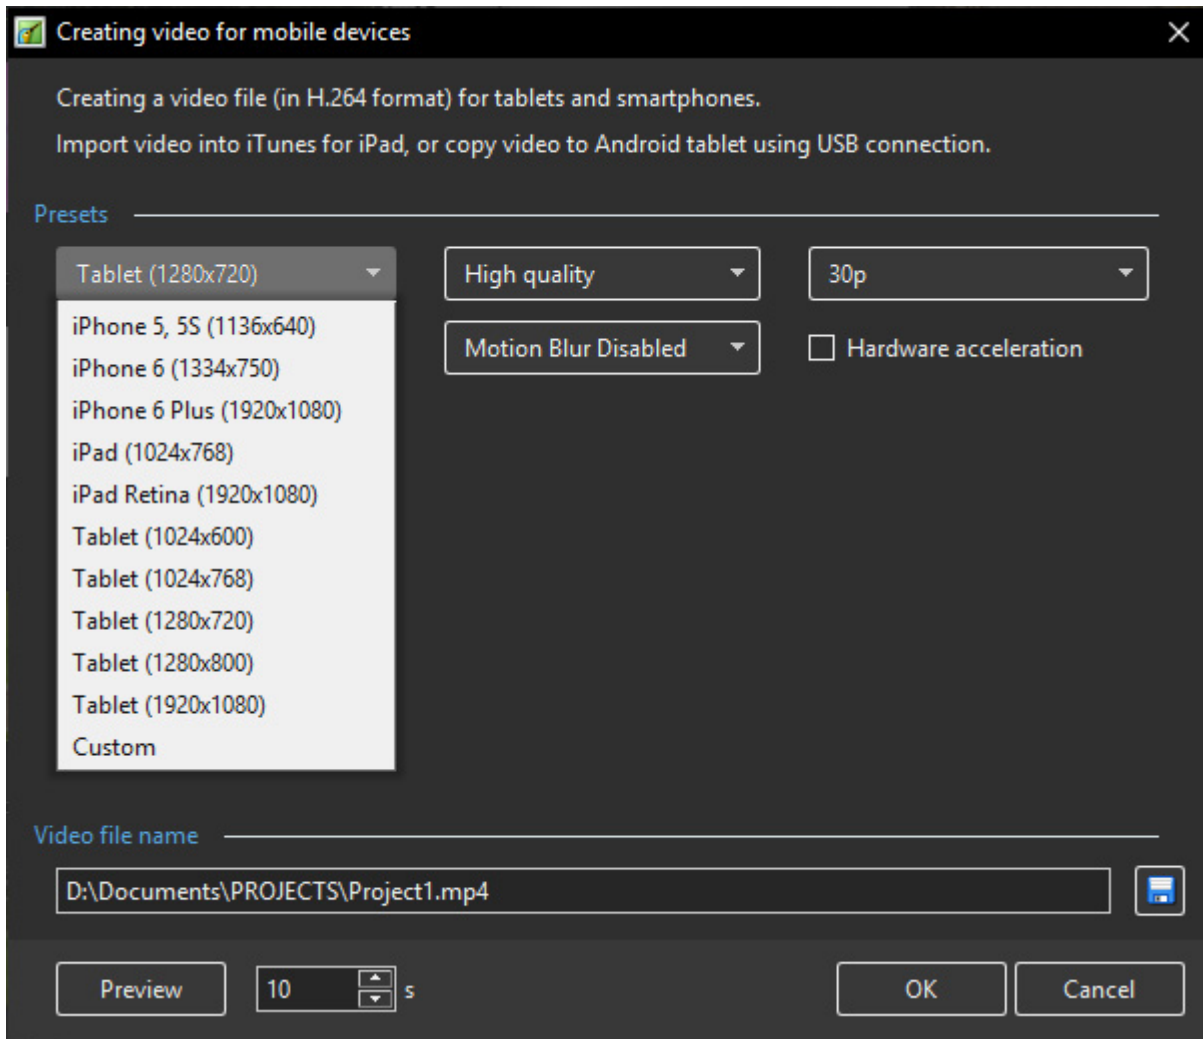 Creating video for mobile devices
Creating a video file (in H.264 format) for tablets and smartphones.
Import video into iTunes for iPad, or copy video to Android tablet using USB connection.
Presets
Tablet (1280x720)
High quality
30p
iPhone 5, 5S (1136x640)
Motion Blur Disabled
Hardware acceleration
iPhone 6 (1334x750)
iPhone 6 Plus (1920x1080)
iPad (1024x768)
iPad Retina (1920x1080)
Tablet (1024x600)
Tablet (1024x768)
Tablet (1280x720)
Tablet (1280x800)
Tablet (1920x1080)
Custom
Video file name
D:\Documents\PROJECTS\Project1.mp4
Preview
10
s
OK
Cancel